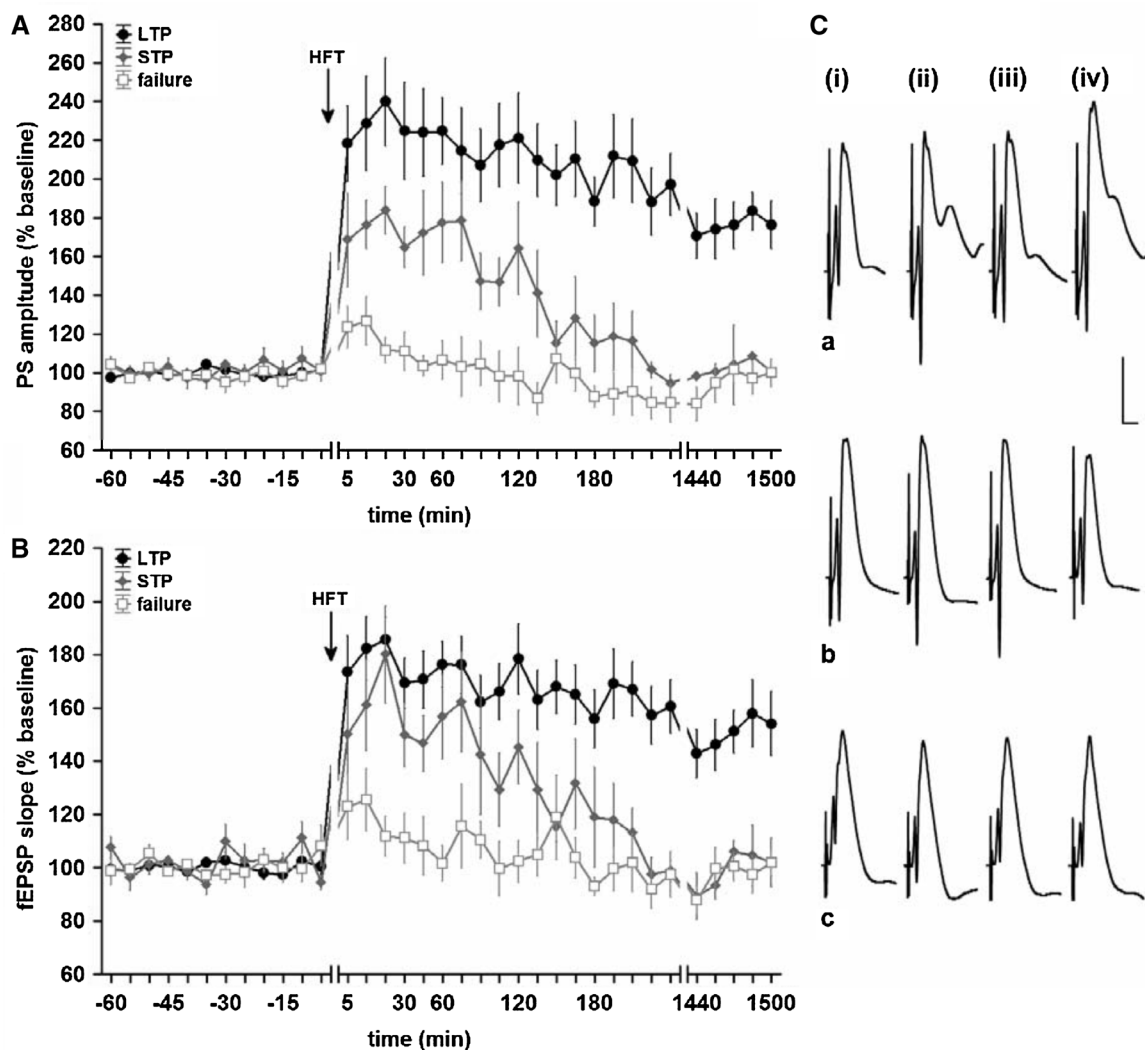 A
280
260
240
220
200
180
160
140
120
100
80
60
PS ampltude (% baseline)
LTP
STP
failure
HFT
-60 -45 -30 -15 5 30 60 120 180 1440 1500
time (min)
B
220
200
180
160
140
120
100
80
60
fEPSP slope (% baseline)
LTP
STP
failure
HFT
-60 -45 -30 -15 5 30 60 120 180 1440 1500
time (min)
C
(i) (ii) (iii) (iv)
a
b
c